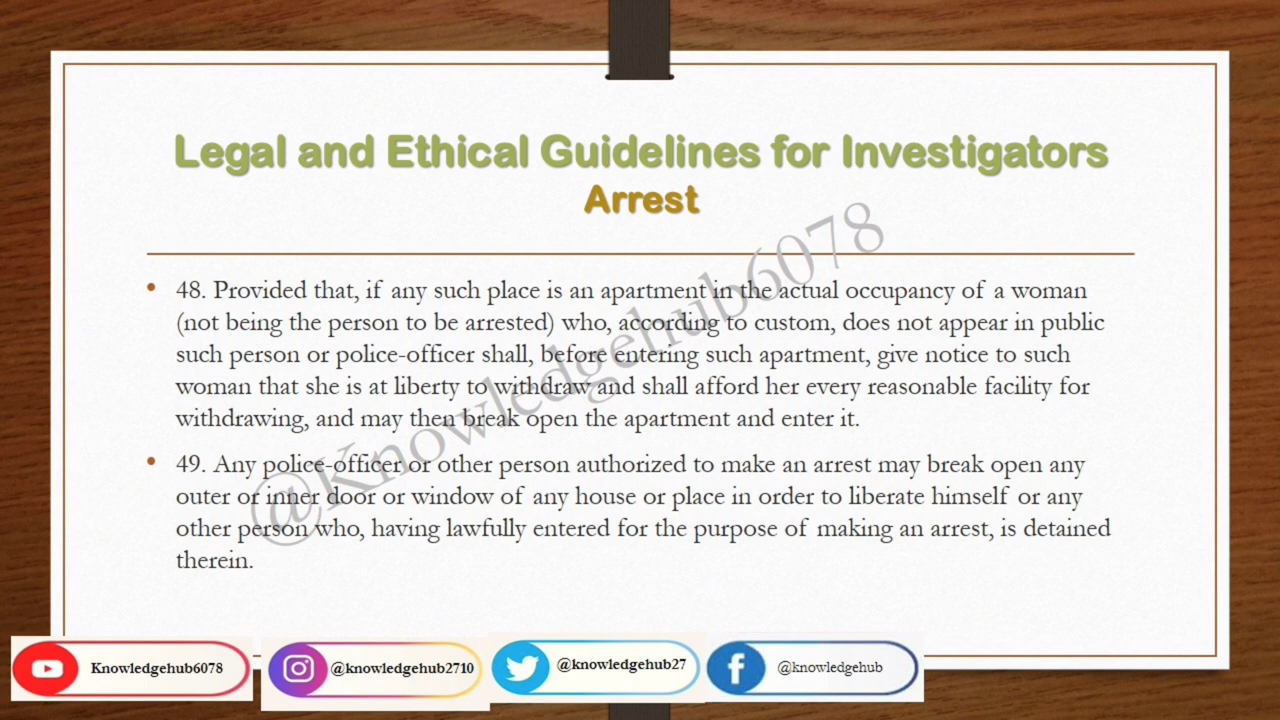 Legal and Ethical Guidelines for Investigators
Arrest
• 48. Provided that, if any such place is an apartment in the actual occupancy of a woman
(not being the person to be arrested) who, according to custom, does not appear in public
such person or police-officer shall, before entering such apartment, give notice to such
woman that she is at liberty to withdraw and shall afford her every reasonable facility for
withdrawing, and may then break open the apartment and enter it.
• 49. Any police-officer or other person authorized to make an arrest may break open any
outer or inner door or window of any house or place in order to liberate himself or any
other person who, having lawfully entered for the purpose of making an arrest, is detained
therein.
@Knowledgehub6078
Knowledgehub6078
@knowledgehub2710
@knowledgehub27
@knowledgehub